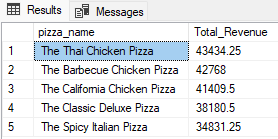 Results Messages
pizza_name Total_Revenue
1 The Thai Chicken Pizza 43434.25
2 The Barbecue Chicken Pizza 42768
3 The California Chicken Pizza 41409.5
4 The Classic Deluxe Pizza 38180.5
5 The Spicy Italian Pizza 34831.25